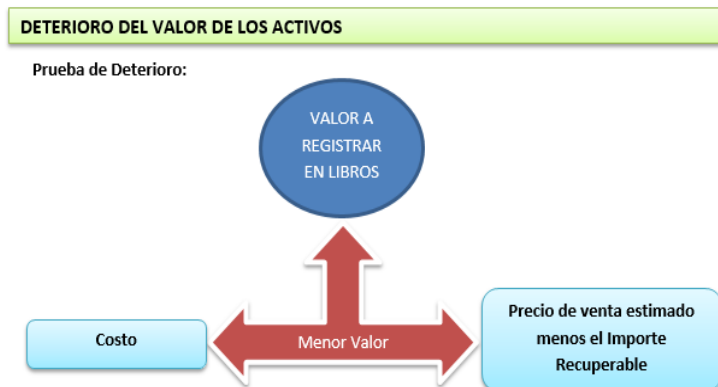 DETERIORO DEL VALOR DE LOS ACTIVOS
Prueba de Deterioro:
VALOR A
REGISTRAR
EN LIBROS
Costo
Menor Valor
Precio de venta estimado
menos el Importe
Recuperable